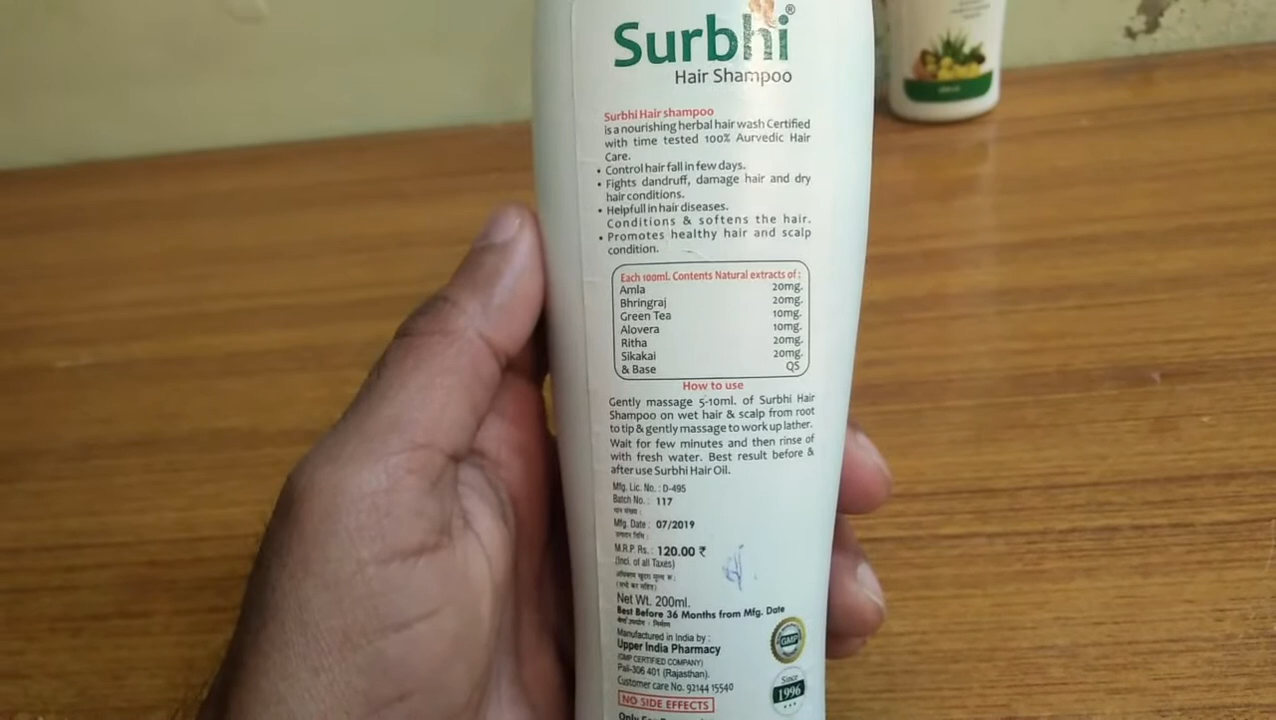 Surbhi®
Hair Shampoo
Surbhi Hair shampoo
is a nourishing herbal hair wash Certified
with time tested 100% Aurvedic Hair
Care.
• Control hair fall in few days.
• Fights dandruff, damage hair and dry
hair conditions.
• Helpfull in hair diseases.
Conditions & softens the hair.
• Promotes healthy hair and scalp
condition.
Each 100ml. Contents Natural extracts of :
Amla 20mg.
Bhringraj 20mg.
Green Tea 10mg.
Alovera 10mg.
Ritha 20mg.
Sikakai 20mg.
& Base QS
How to use
Gently massage 5-10ml. of Surbhi Hair
Shampoo on wet hair & scalp from root
to tip & gently massage to work up lather.
Wait for few minutes and then rinse of
with fresh water. Best result before &
after use Surbhi Hair Oil.
Mfg. Lic. No. : D-495
Batch No. : 117
Mfg. Date : 07/2019
M.R.P. Rs. : 120.00 ₹
(Incl. of all Taxes)
Net Wt. 200ml.
Best Before 36 Months from Mfg. Date
Manufactured in India by :
Upper India Pharmacy
(GMP CERTIFIED COMPANY)
Pali-306 401 (Rajasthan).
Customer care No. 92144 15540
GMP
Since
1996
NO SIDE EFFECTS